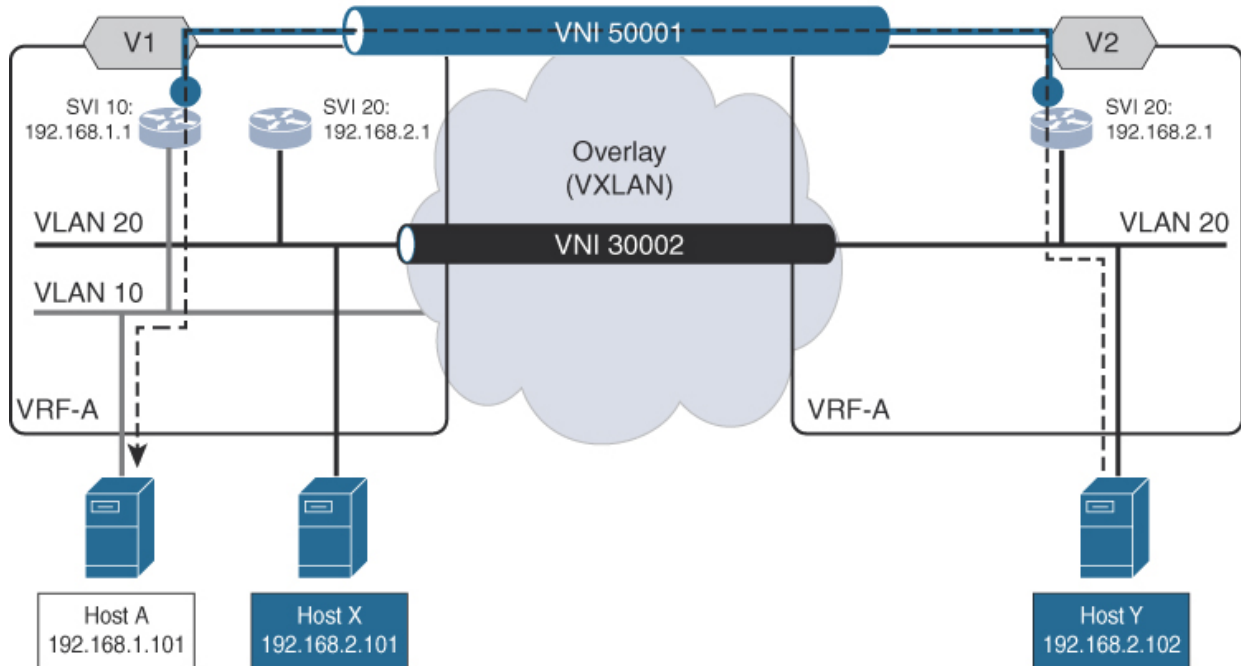 V1
VNI 50001
V2
SVI 10:
192.168.1.1
SVI 20:
192.168.2.1
Overlay
(VXLAN)
SVI 20:
192.168.2.1
VLAN 20
VNI 30002
VLAN 20
VLAN 10
VRF-A
VRF-A
Host A
192.168.1.101
Host X
192.168.2.101
Host Y
192.168.2.102